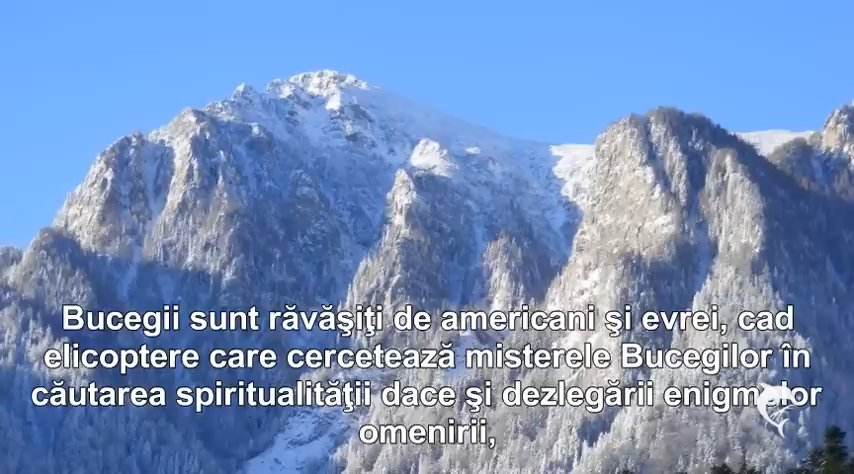 Bucegii sunt răvăşiţi de americani şi evrei, cad
elicoptere care cercetează misterele Bucegilor în
căutarea spiritualităţii dace şi dezlegării enigmelor
omenirii,